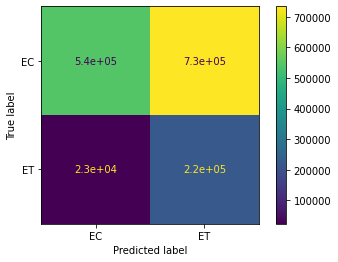 EC
5.4e+05
7.3e+05
ET
2.3e+04
2.2e+05
EC
ET
True label
Predicted label
700000
600000
500000
400000
300000
200000
100000